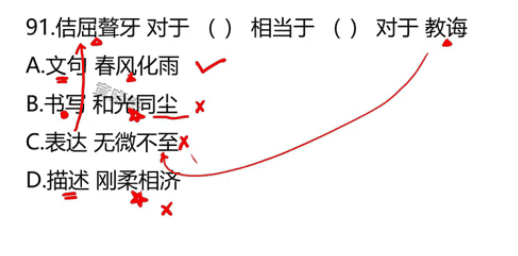 91.佶屈聱牙 对于 （ ） 相当于 （ ） 对于 教诲
A.文句 春风化雨
B.书写 和光同尘
C.表达 无微不至
D.描述 刚柔相济